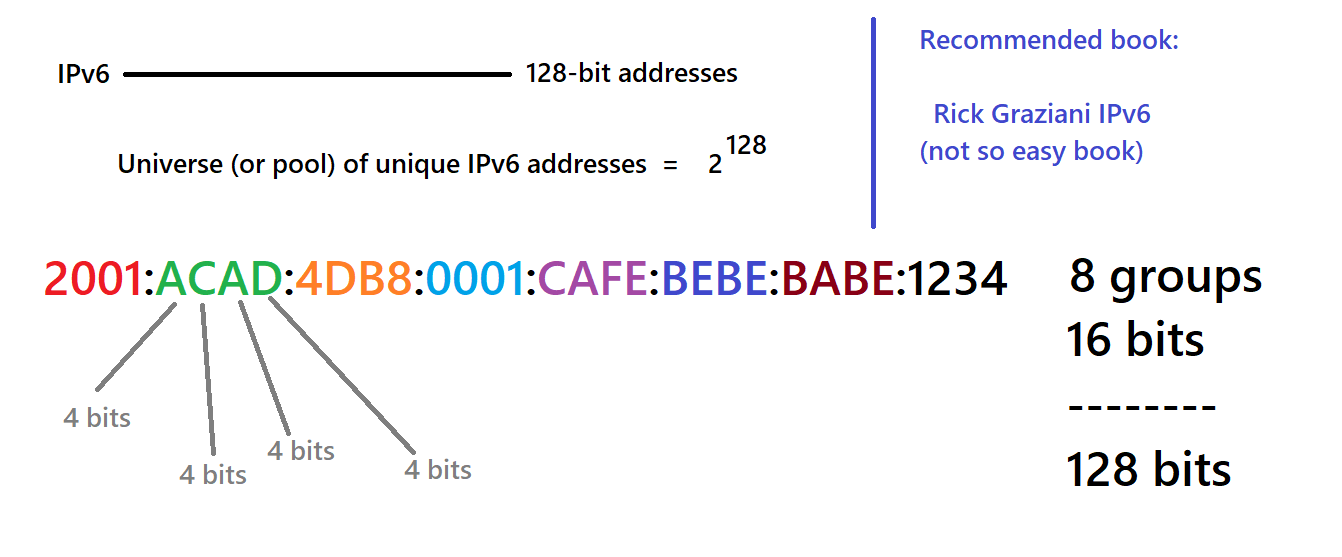 IPv6 128-bit addresses
Universe (or pool) of unique IPv6 addresses = 2^128
Recommended book:
Rick Graziani IPv6
(not so easy book)
2001:ACAD:4DB8:0001:CAFE:BEBE:BABE:1234
4 bits
4 bits
4 bits
4 bits
8 groups
16 bits
--------
128 bits